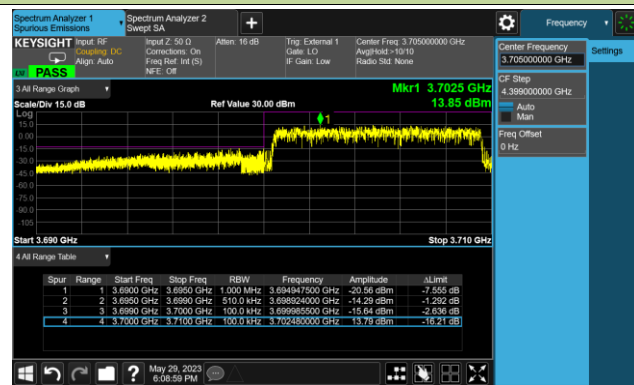 Spectrum Analyzer 1
Spurious Emissions
Spectrum Analyzer 2
Swept SA
Frequency
KEYSIGHT
Input: RF
Coupling: DC
Align: Auto
Input Z: 50 Ω
Corrections: On
Freq Ref: Int (S)
NFE: Off
Atten: 16 dB
Trig: External 1
Gate: LO
IF Gain: Low
Center Freq: 3.705000000 GHz
Avg|Hold:>10/10
Radio Std: None
PASS
Center Frequency
3.705000000 GHz
Settings
CF Step
4.399000000 GHz
Auto
Man
Freq Offset
0 Hz
3 All Range Graph
Mkr1 3.7025 GHz
13.85 dBm
Scale/Div 15.0 dB
Ref Value 30.00 dBm
Log
15.0
0.00
-15.0
-30.0
-45.0
-60.0
-75.0
-90.0
-105
1
Start 3.690 GHz
Stop 3.710 GHz
4 All Range Table
Spur Range Start Freq Stop Freq RBW Frequency Amplitude ΔLimit
1 1 3.6900 GHz 3.6950 GHz 1.000 MHz 3.694947500 GHz -20.56 dBm -7.555 dB
2 2 3.6950 GHz 3.6990 GHz 510.0 kHz 3.698924000 GHz -14.29 dBm -1.292 dB
3 3 3.6990 GHz 3.7000 GHz 100.0 kHz 3.699985500 GHz -15.64 dBm -2.636 dB
4 4 3.7000 GHz 3.7100 GHz 100.0 kHz 3.702480000 GHz 13.79 dBm -16.21 dB
May 29, 2023
6:08:59 PM